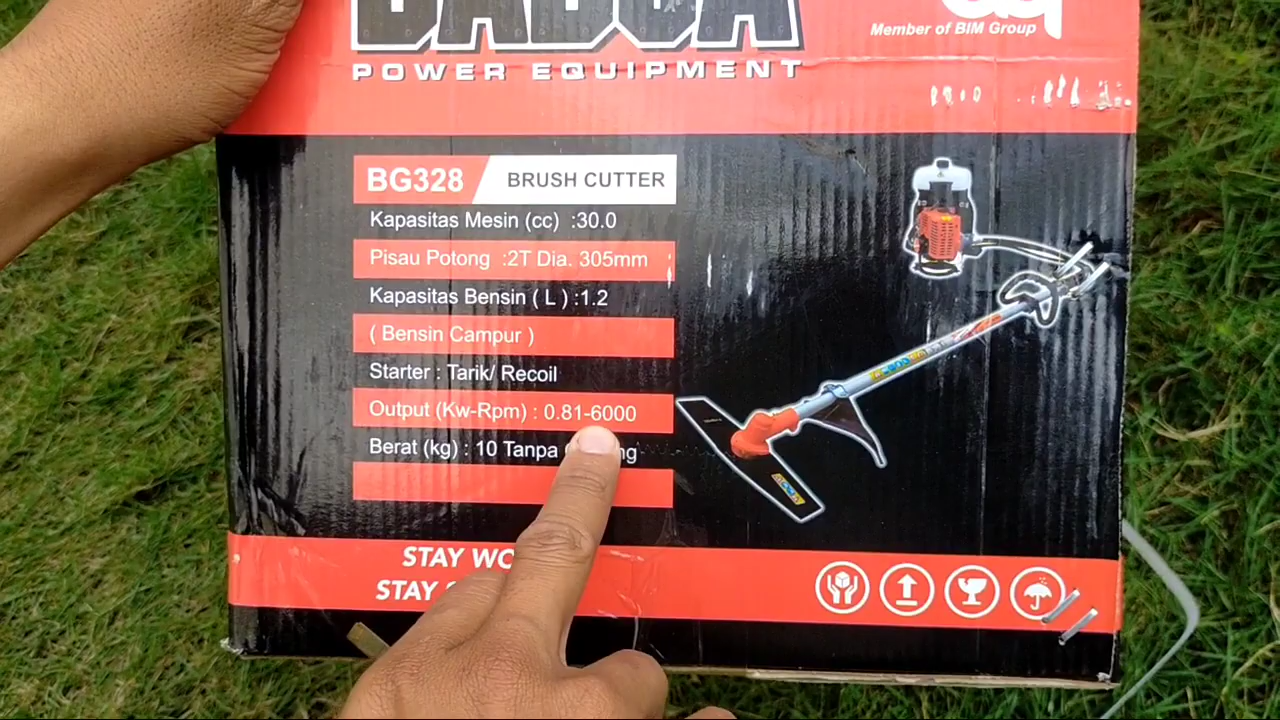 Member of BIM Group
POWER EQUIPMENT
BG328 BRUSH CUTTER
Kapasitas Mesin (cc) :30.0
Pisau Potong :2T Dia. 305mm
Kapasitas Bensin ( L ) :1.2
( Bensin Campur )
Starter : Tarik/ Recoil
Output (Kw-Rpm) : 0.81-6000
Berat (kg) : 10 Tanpa
STAY
STAY